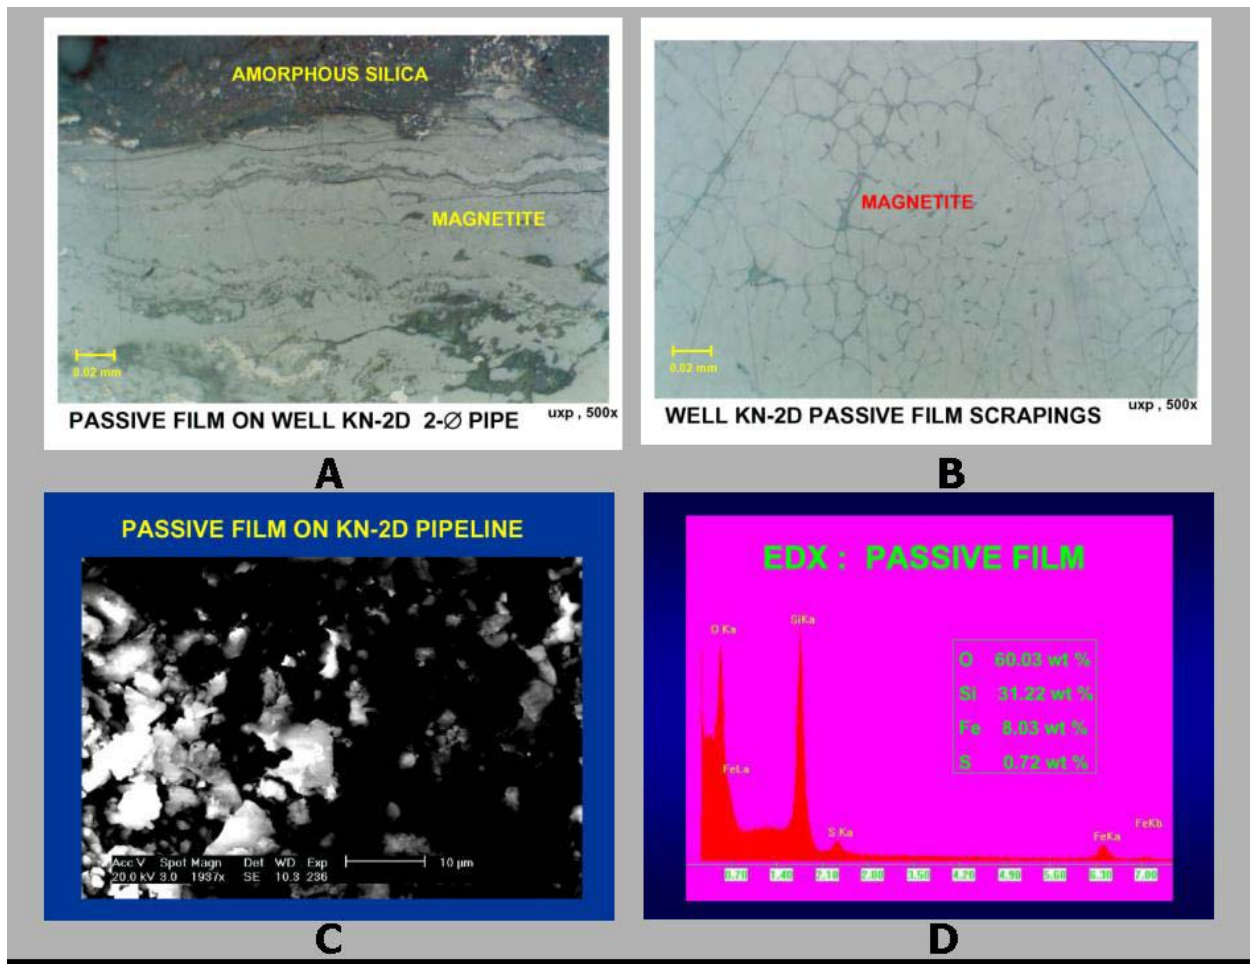 AMORPHOUS SILICA
MAGNETITE
0.02 mm
PASSIVE FILM ON WELL KN-2D 2-Ø PIPE
uxp , 500x
A
MAGNETITE
0.02 mm
WELL KN-2D PASSIVE FILM SCRAPINGS
uxp , 500x
B
PASSIVE FILM ON KN-2D PIPELINE
Acc.V Spot Magn Det WD Exp
20.0 kV 3.0 1937x SE 10.3 236
10 µm
C
EDX : PASSIVE FILM
O Ka
SiKa
FeLa
S Ka
FeKa
FeKb
O 60.03 wt %
Si 31.22 wt %
Fe 8.03 wt %
S 0.72 wt %
0.70 1.40 2.10 2.80 3.50 4.20 4.90 5.60 6.30 7.00
D